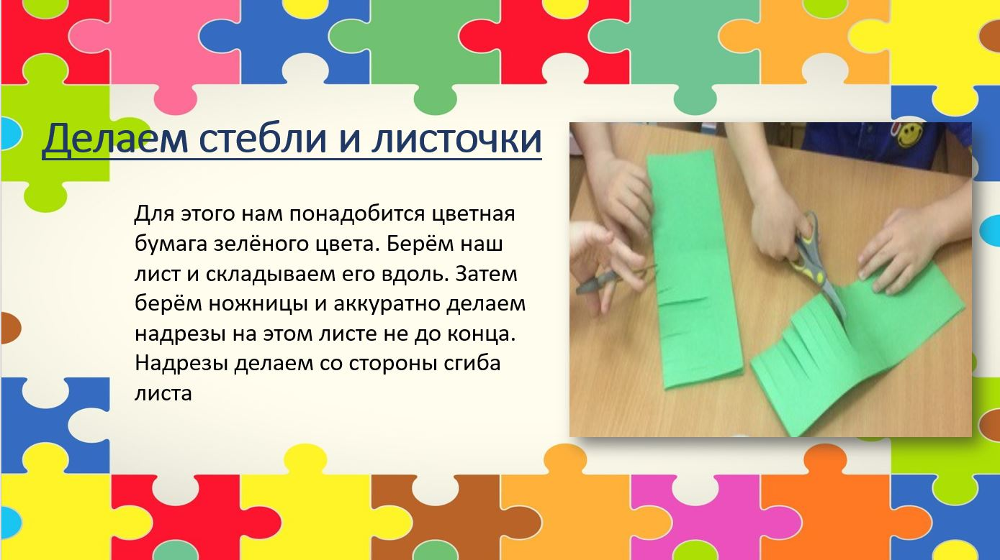 Делаем стебли и листочки
Для этого нам понадобится цветная
бумага зелёного цвета. Берём наш
лист и складываем его вдоль. Затем
берём ножницы и аккуратно делаем
надрезы на этом листе не до конца.
Надрезы делаем со стороны сгиба
листа